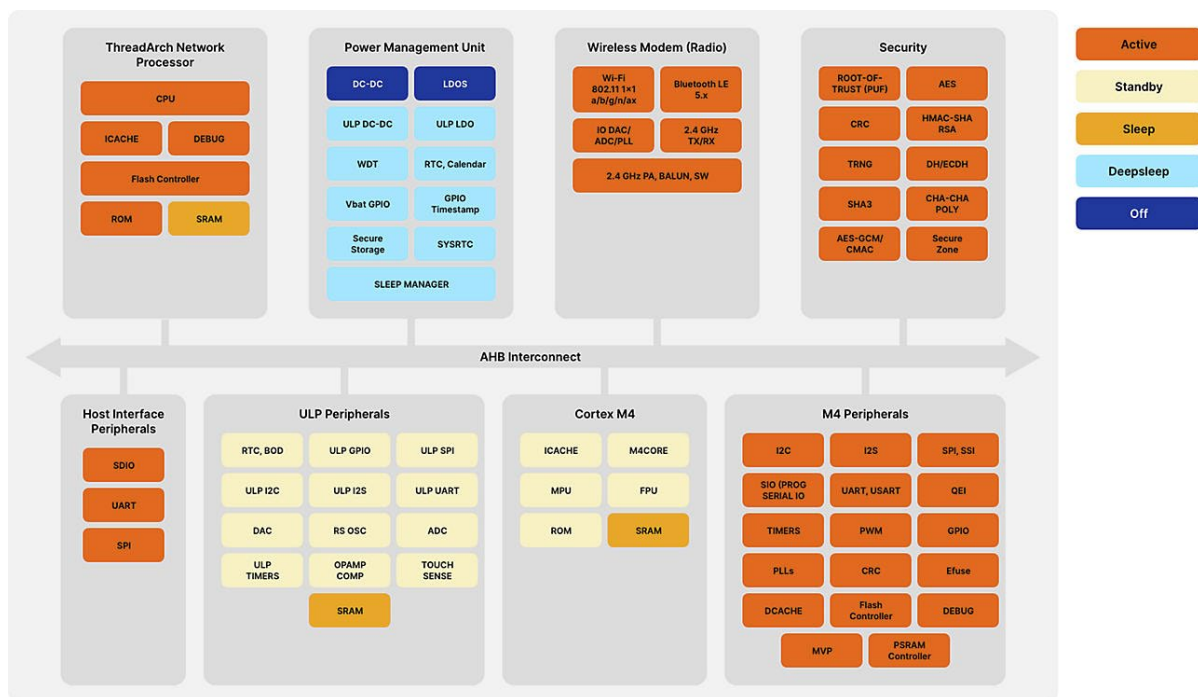 ThreadArch Network
Processor
CPU
ICACHE
DEBUG
Flash Controller
ROM
SRAM
Power Management Unit
DC-DC
LDOS
ULP DC-DC
ULP LDO
WDT
RTC, Calendar
Vbat GPIO
GPIO
Timestamp
Secure
Storage
SYSRTC
SLEEP MANAGER
Wireless Modem (Radio)
Wi-Fi
802.11 1×1
a/b/g/n/ax
Bluetooth LE
5.x
IO DAC/
ADC/PLL
2.4 GHz
TX/RX
2.4 GHz PA, BALUN, SW
Security
ROOT-OF-
TRUST (PUF)
AES
CRC
HMAC-SHA
RSA
TRNG
DH/ECDH
SHA3
CHA-CHA
POLY
AES-GCM/
CMAC
Secure
Zone
Active
Standby
Sleep
Deepsleep
Off
AHB Interconnect
Host Interface
Peripherals
SDIO
UART
SPI
ULP Peripherals
RTC, BOD
ULP GPIO
ULP SPI
ULP I2C
ULP I2S
ULP UART
DAC
RS OSC
ADC
ULP
TIMERS
OPAMP
COMP
TOUCH
SENSE
SRAM
Cortex M4
ICACHE
M4CORE
MPU
FPU
ROM
SRAM
M4 Peripherals
I2C
I2S
SPI, SSI
SIO (PROG
SERIAL IO
UART, USART
QEI
TIMERS
PWM
GPIO
PLLs
CRC
Efuse
DCACHE
Flash
Controller
DEBUG
MVP
PSRAM
Controller